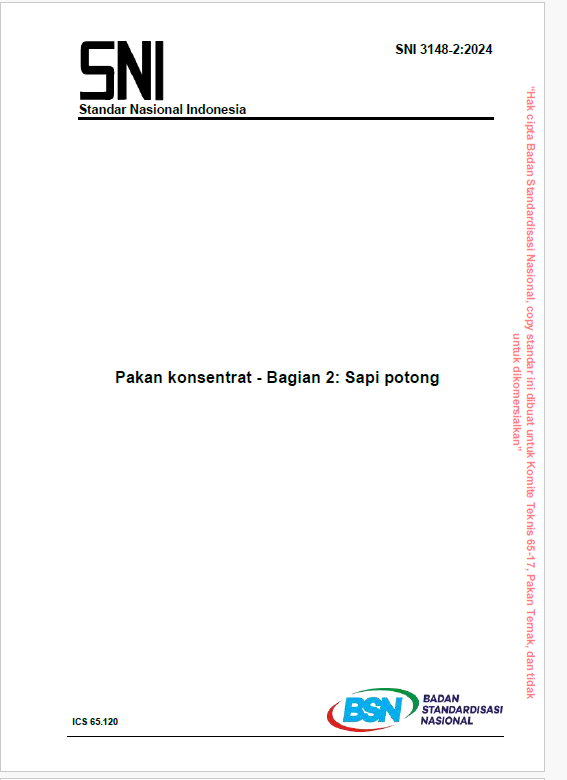 SNI 3148-2:2024
SNI
Standar Nasional Indonesia
"Hak cipta Badan Standardisasi Nasional, copy standar ini dibuat untuk Komite Teknis 65-17, Pakan Ternak, dan tidak
untuk dikomersialkan"
Pakan konsentrat - Bagian 2: Sapi potong
ICS 65.120
BSN
BADAN
STANDARDISASI
NASIONAL